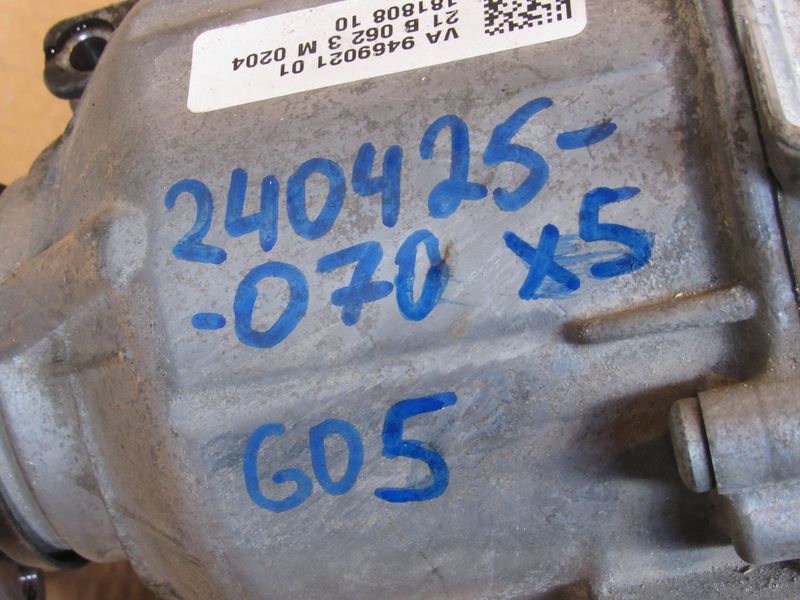 VA 9469021 01
21 B 062 3 M 0204
181808 10
240425-
-070 x5
G05